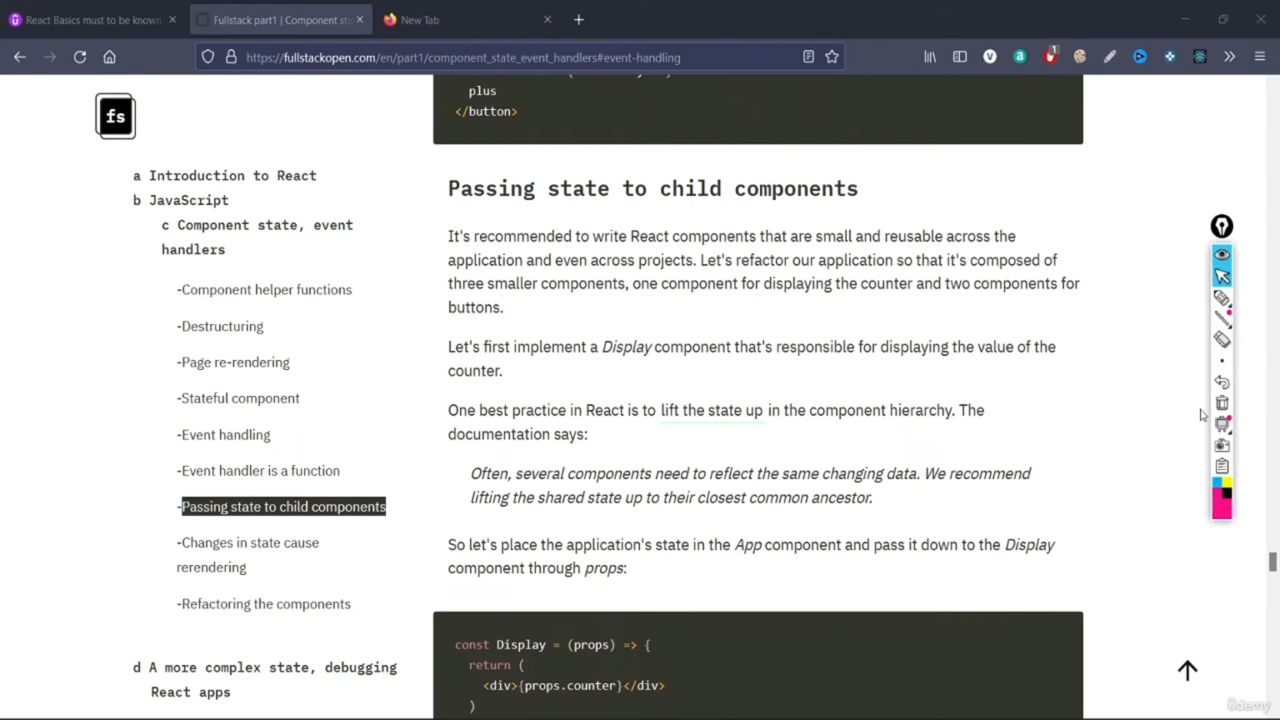 React Basics must to be known
Fullstack part1 | Component sta
New Tab
https://fullstackopen.com/en/part1/component_state_event_handlers#event-handling
fs
a Introduction to React
b JavaScript
c Component state, event
handlers
-Component helper functions
-Destructuring
-Page re-rendering
-Stateful component
-Event handling
-Event handler is a function
-Passing state to child components
-Changes in state cause
rerendering
-Refactoring the components
d A more complex state, debugging
React apps
plus
</button>
Passing state to child components
It's recommended to write React components that are small and reusable across the
application and even across projects. Let's refactor our application so that it's composed of
three smaller components, one component for displaying the counter and two components for
buttons.
Let's first implement a Display component that's responsible for displaying the value of the
counter.
One best practice in React is to lift the state up in the component hierarchy. The
documentation says:
Often, several components need to reflect the same changing data. We recommend
lifting the shared state up to their closest common ancestor.
So let's place the application's state in the App component and pass it down to the Display
component through props:
const Display = (props) => {
return (
<div>{props.counter}</div>
)
Udemy